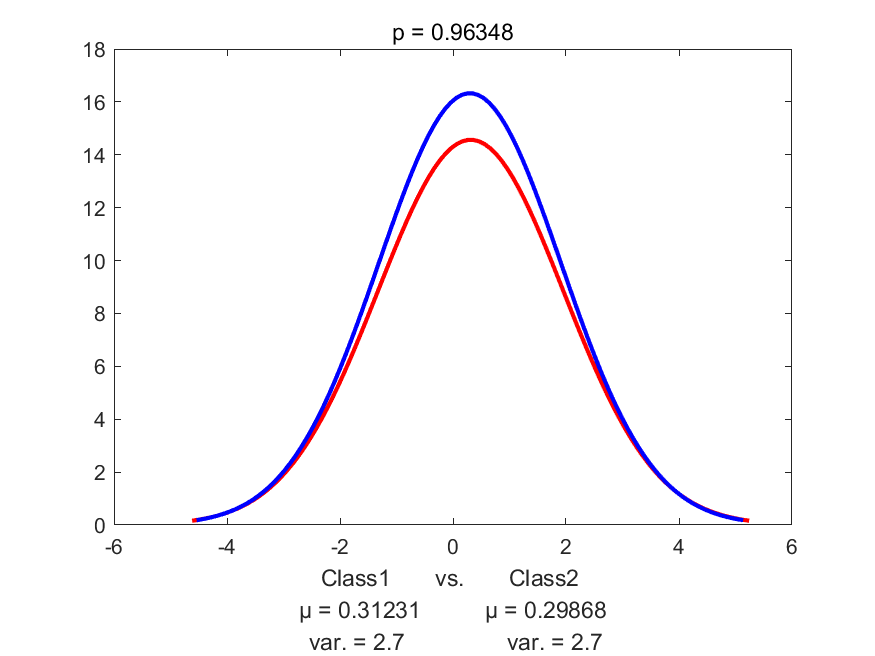 p = 0.96348
18
16
14
12
10
8
6
4
2
0
-6 -4 -2 0 2 4 6
Class1 vs. Class2
μ = 0.31231 μ = 0.29868
var. = 2.7 var. = 2.7